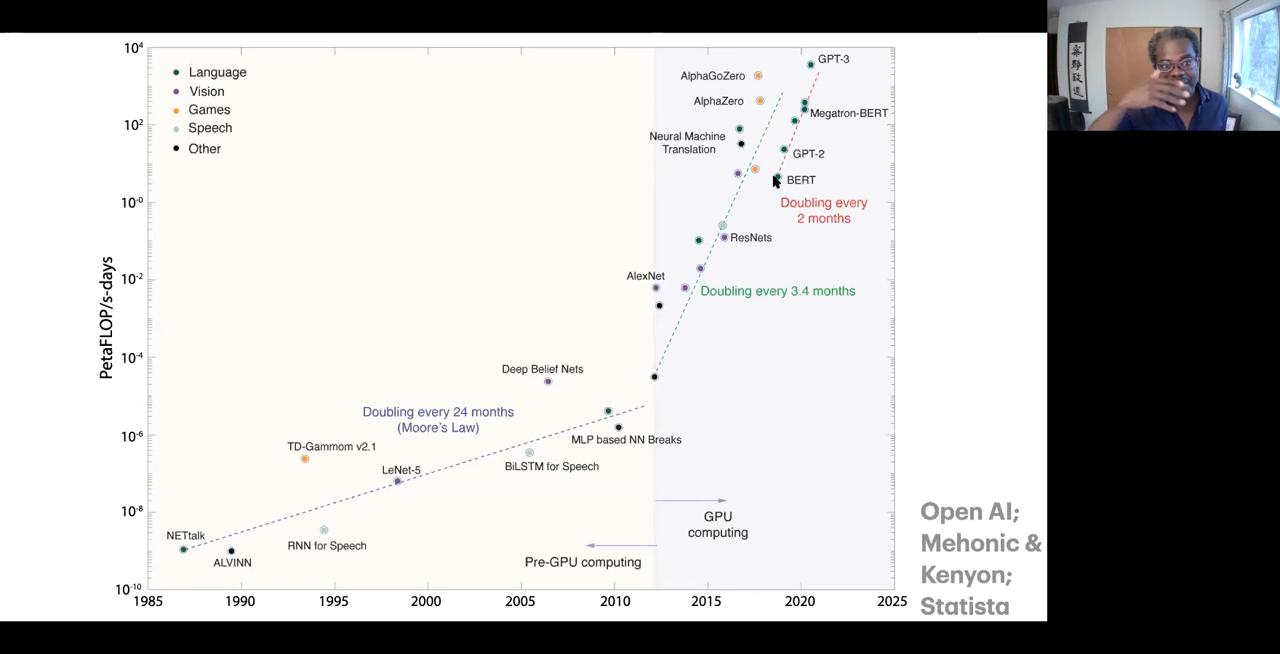 10⁴
10²
10⁻⁰
10⁻²
10⁻⁴
10⁻⁶
10⁻⁸
10⁻¹⁰
PetaFLOP/s-days
Language
Vision
Games
Speech
Other
GPT-3
AlphaGoZero
AlphaZero
Megatron-BERT
Neural Machine
Translation
GPT-2
BERT
Doubling every
2 months
ResNets
AlexNet
Doubling every 3.4 months
Deep Belief Nets
Doubling every 24 months
(Moore's Law)
MLP based NN Breaks
TD-Gammom v2.1
LeNet-5
BiLSTM for Speech
NETtalk
ALVINN
RNN for Speech
GPU
computing
Pre-GPU computing
1985 1990 1995 2000 2005 2010 2015 2020 2025
Open AI;
Mehonic &
Kenyon;
Statista